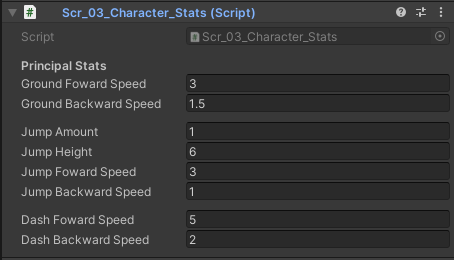 Scr_03_Character_Stats (Script)
Script Scr_03_Character_Stats
Principal Stats
Ground Foward Speed 3
Ground Backward Speed 1.5
Jump Amount 1
Jump Height 6
Jump Foward Speed 3
Jump Backward Speed 1
Dash Foward Speed 5
Dash Backward Speed 2